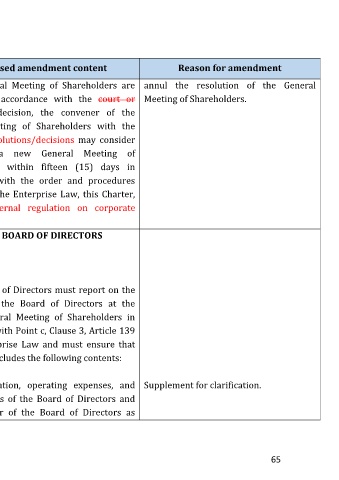 sed amendment content
Reason for amendment
al Meeting of Shareholders are
accordance with the court or
decision, the convener of the
ting of Shareholders with the
olutions/decisions may consider
a new General Meeting of
within fifteen (15) days in
with the order and procedures
he Enterprise Law, this Charter,
ernal regulation on corporate
annul the resolution of the General
Meeting of Shareholders.
BOARD OF DIRECTORS
of Directors must report on the
the Board of Directors at the
ral Meeting of Shareholders in
with Point c, Clause 3, Article 139
prise Law and must ensure that
cludes the following contents:
ation, operating expenses, and
s of the Board of Directors and
r of the Board of Directors as
Supplement for clarification.
65